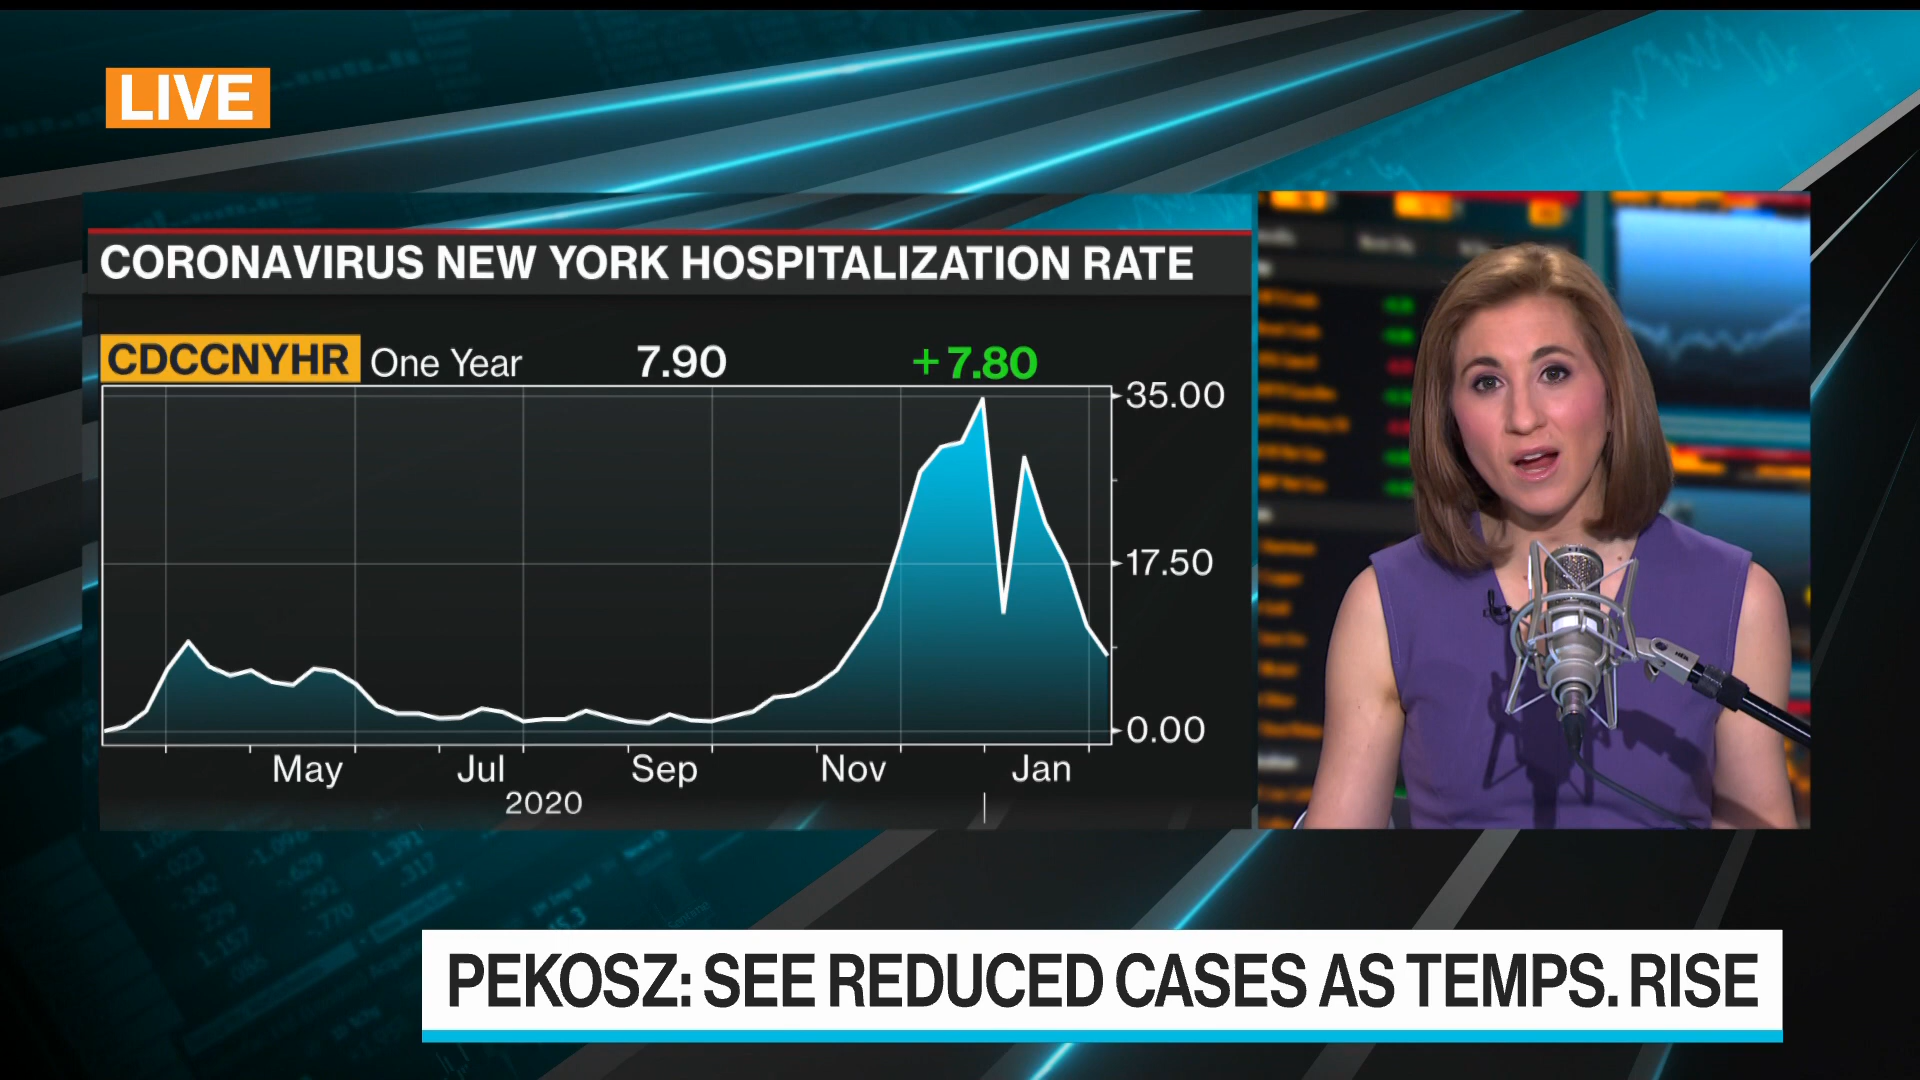 LIVE
CORONAVIRUS NEW YORK HOSPITALIZATION RATE
CDCCNYHR One Year 7.90 +7.80
35.00
17.50
0.00
May Jul Sep Nov Jan
2020
PEKOSZ: SEE REDUCED CASES AS TEMPS. RISE